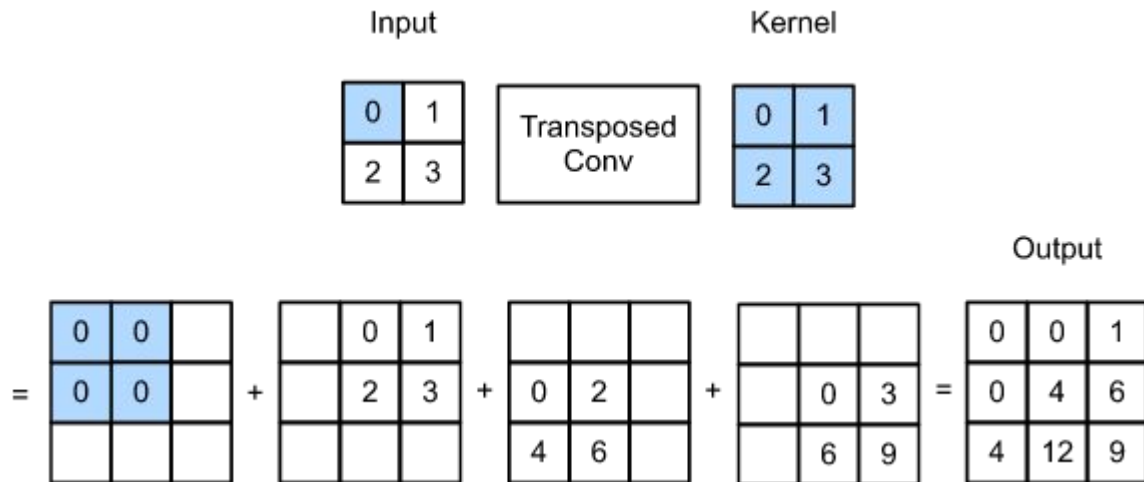 Input Kernel
0 1 Transposed Conv 0 1
2 3 2 3
Output
0 0 0 1 0 0 1
= 0 0 + 2 3 + 0 2 + 0 3 = 0 4 6
4 6 6 9 4 12 9